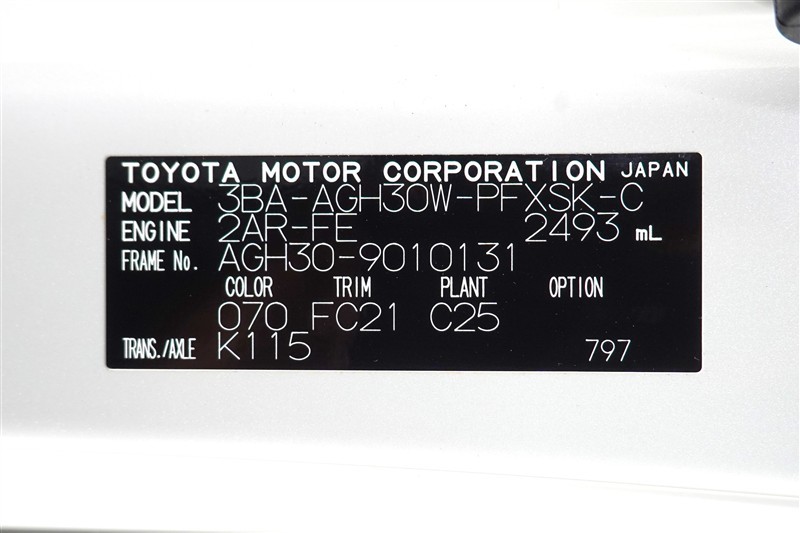 TOYOTA MOTOR CORPORATION JAPAN
MODEL 3BA-AGH30W-PFXSK-C
ENGINE 2AR-FE 2493 mL
FRAME No. AGH30-9010131
COLOR TRIM PLANT OPTION
070 FC21 C25
TRANS./AXLE K115 797